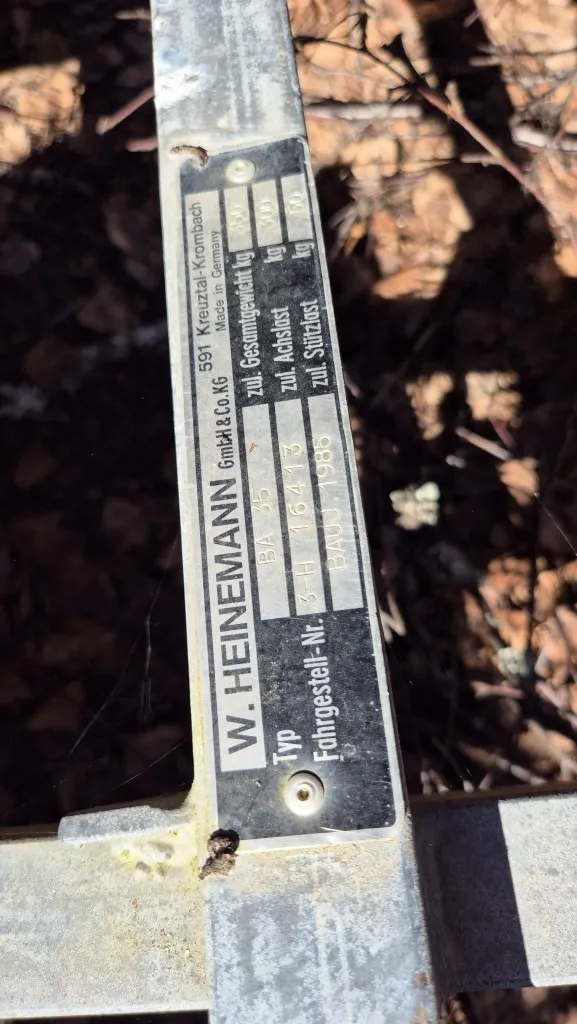 W. HEINEMANN GmbH & Co. KG 591 Kreuztal-Krombach
Made in Germany
Typ BA 35 zul. Gesamtgewicht kg
Fahrgestell-Nr. 3-H 16413 zul. Achslast 300 kg
BAUJ. 1986 zul. Stützlast kg